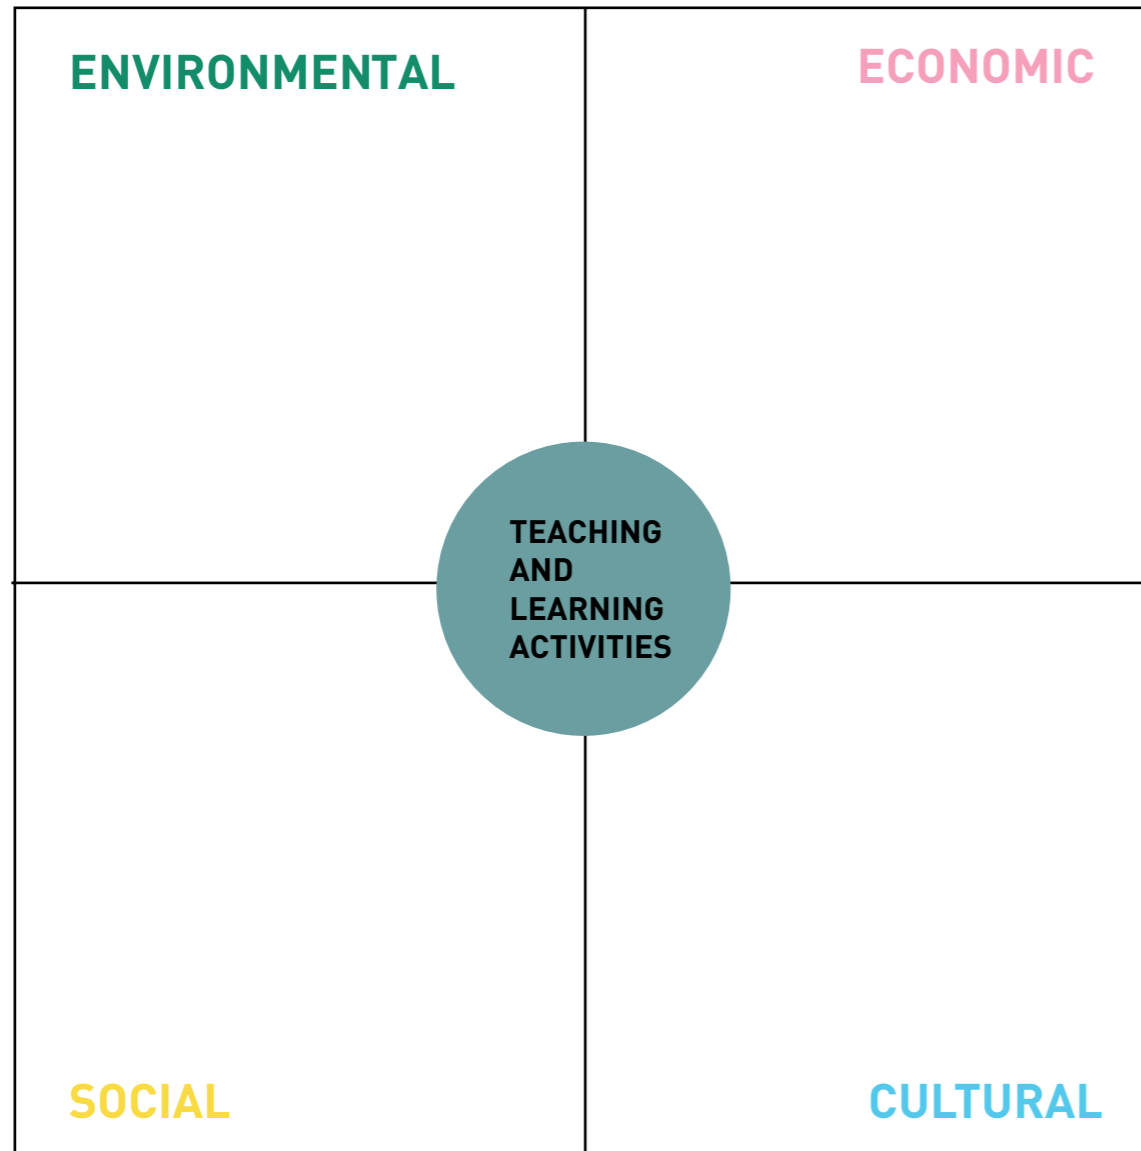 ENVIRONMENTAL
ECONOMIC
TEACHING
AND
LEARNING
ACTIVITIES
SOCIAL
CULTURAL